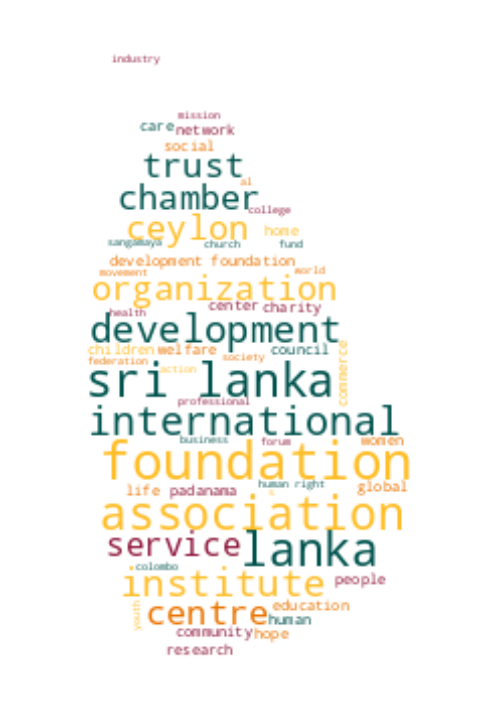 industry
mission
care network
social
trust
al
chamber
college
ceylon home
sangamaya church fund
development foundation
movement world
organization
center charity
health
development
children welfare council
society
federation
action
commerce
sri lanka
professional
international
business forum women
foundation
human right
life padanama global
s
association
service lanka
colombo
institute people
youth
centre education
human
community hope
research